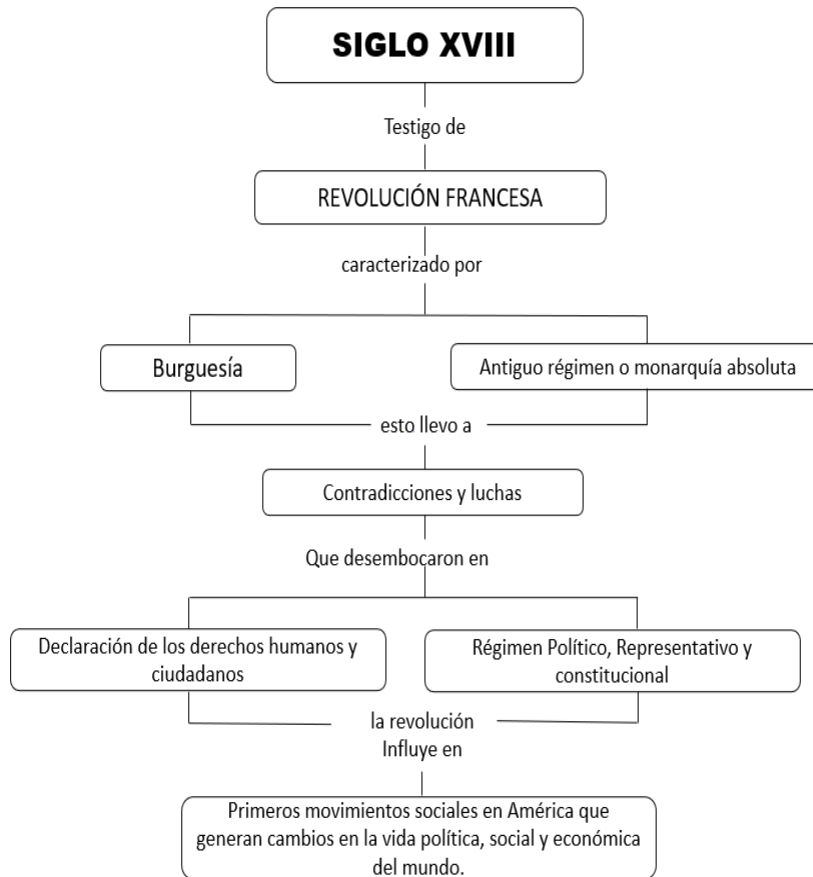 SIGLO XVIII
Testigo de
REVOLUCIÓN FRANCESA
caracterizado por
Burguesía
Antiguo régimen o monarquía absoluta
esto llevo a
Contradicciones y luchas
Que desembocaron en
Declaración de los derechos humanos y
ciudadanos
Régimen Político, Representativo y
constitucional
la revolución
Influye en
Primeros movimientos sociales en América que
generan cambios en la vida política, social y económica
del mundo.